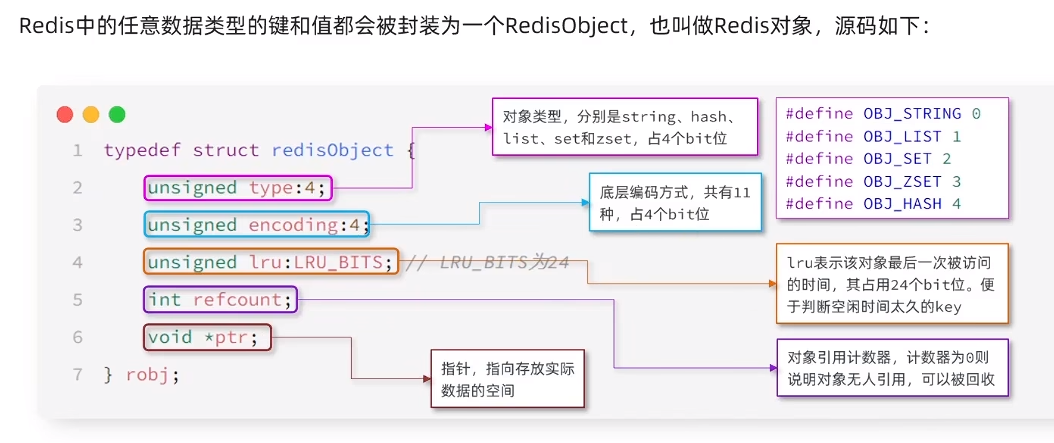 Redis中的任意数据类型的键和值都会被封装为一个RedisObject，也叫做Redis对象，源码如下：
1 typedef struct redisObject {
2 unsigned type:4;
3 unsigned encoding:4;
4 unsigned lru:LRU_BITS; // LRU_BITS为24
5 int refcount;
6 void *ptr;
7 } robj;
对象类型，分别是string、hash、
list、set和zset，占4个bit位
#define OBJ_STRING 0
#define OBJ_LIST 1
#define OBJ_SET 2
#define OBJ_ZSET 3
#define OBJ_HASH 4
底层编码方式，共有11
种，占4个bit位
lru表示该对象最后一次被访问
的时间，其占用24个bit位。便
于判断空闲时间太久的key
对象引用计数器，计数器为0则
说明对象无人引用，可以被回收
指针，指向存放实际
数据的空间